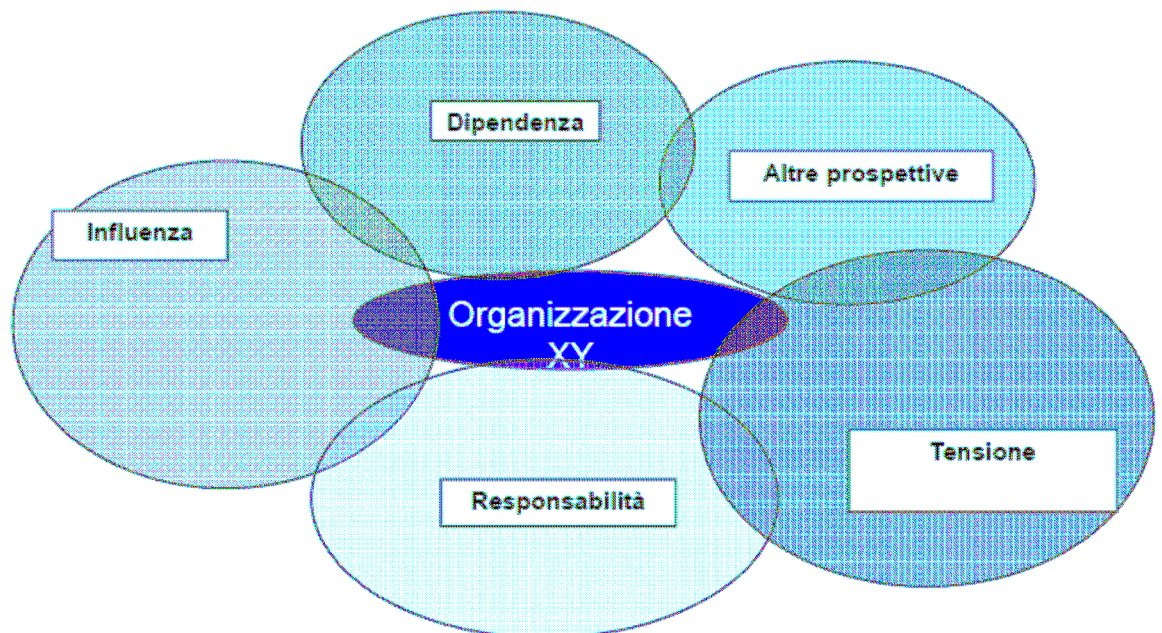 Dipendenza
Altre prospettive
Influenza
Organizzazione
XY
Tensione
Responsabilità